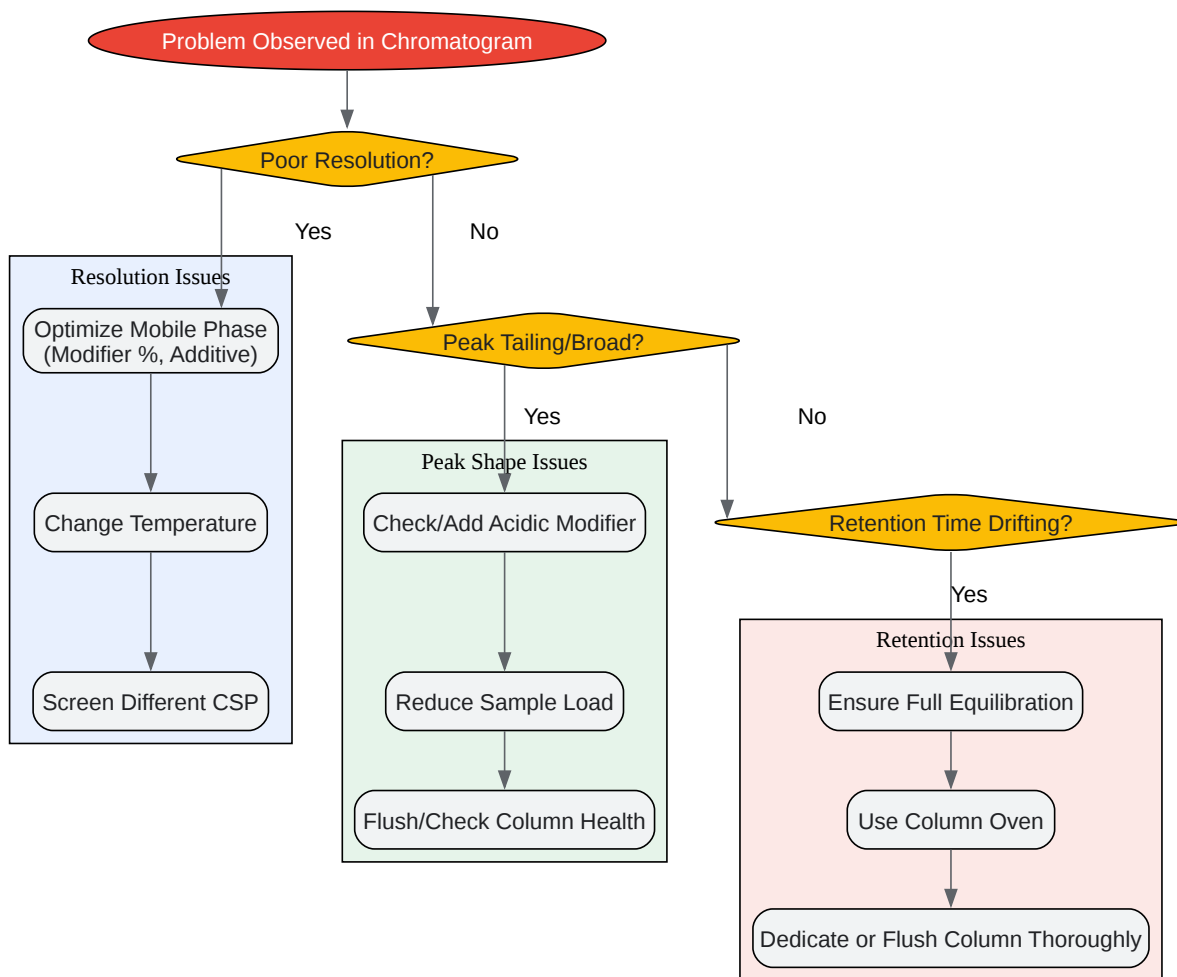 Problem Observed in Chromatogram
Poor Resolution?
Yes
No
Resolution Issues
Optimize Mobile Phase
(Modifier %, Additive)
Change Temperature
Screen Different CSP
Peak Tailing/Broad?
Yes
No
Peak Shape Issues
Check/Add Acidic Modifier
Reduce Sample Load
Flush/Check Column Health
Retention Time Drifting?
Yes
Retention Issues
Ensure Full Equilibration
Use Column Oven
Dedicate or Flush Column Thoroughly